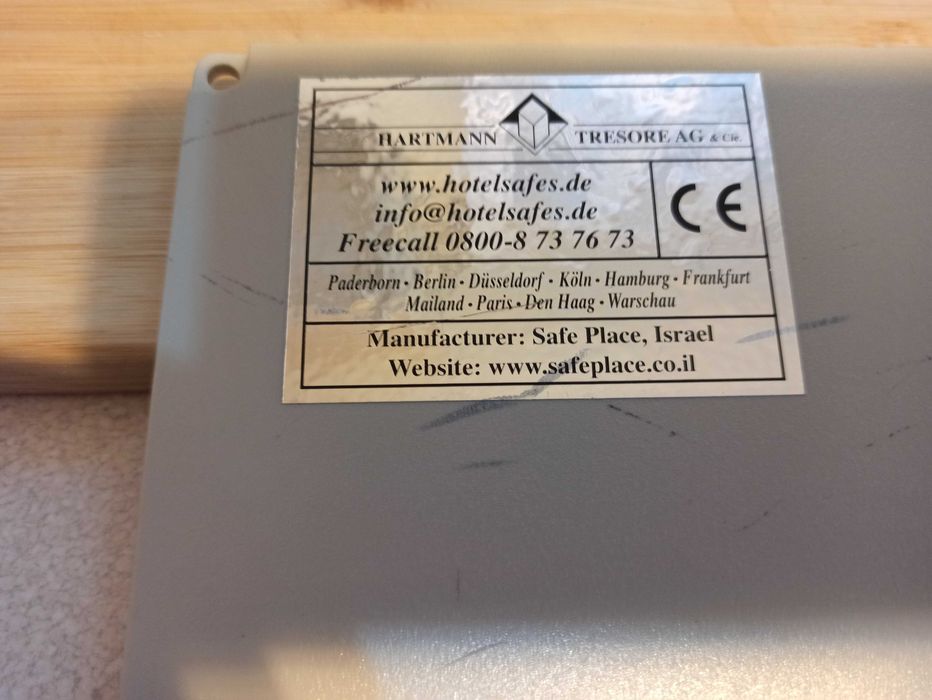 HARTMANN TRESORE AG & Cie.
www.hotelsafes.de
info@hotelsafes.de
Freecall 0800-8 73 76 73
CE
Paderborn • Berlin • Düsseldorf • Köln • Hamburg • Frankfurt
Mailand • Paris • Den Haag • Warschau
Manufacturer: Safe Place, Israel
Website: www.safeplace.co.il